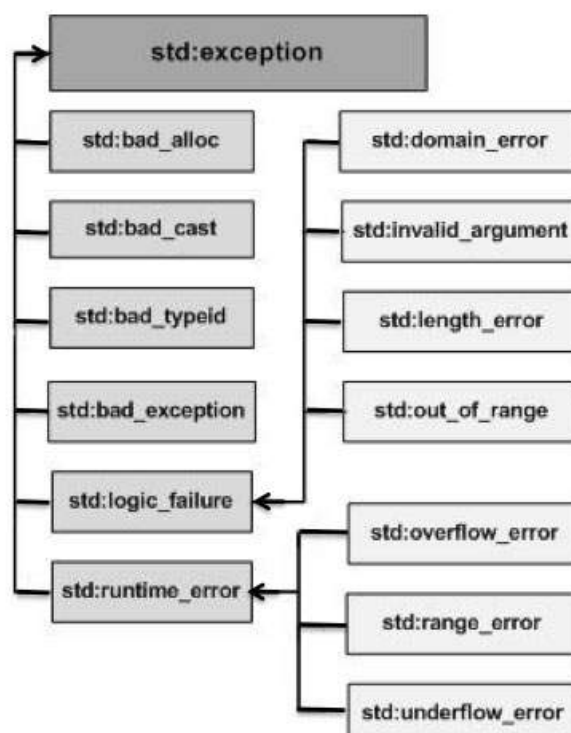 std:exception
std:bad_alloc
std:bad_cast
std:bad_typeid
std:bad_exception
std:logic_failure
std:runtime_error
std:domain_error
std:invalid_argument
std:length_error
std:out_of_range
std:overflow_error
std:range_error
std:underflow_error